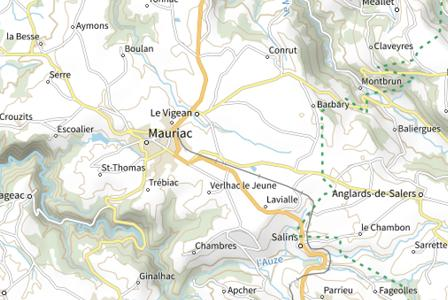 Méallet
Aymons
la Besse
Boulan
Claveyres
Conrut
Serre
Montbrun
Barbary
Le Vigean
Crouzits
Escoalier
Mauriac
Baliergues
St-Thomas
Trébiac
Verlhac le Jeune
Anglards-de-Salers
Lavialle
le Chambon
Salins
Chambres
Sarrette
l'Auze
Ginalhac
Apcher
Parrieu
Fageolles